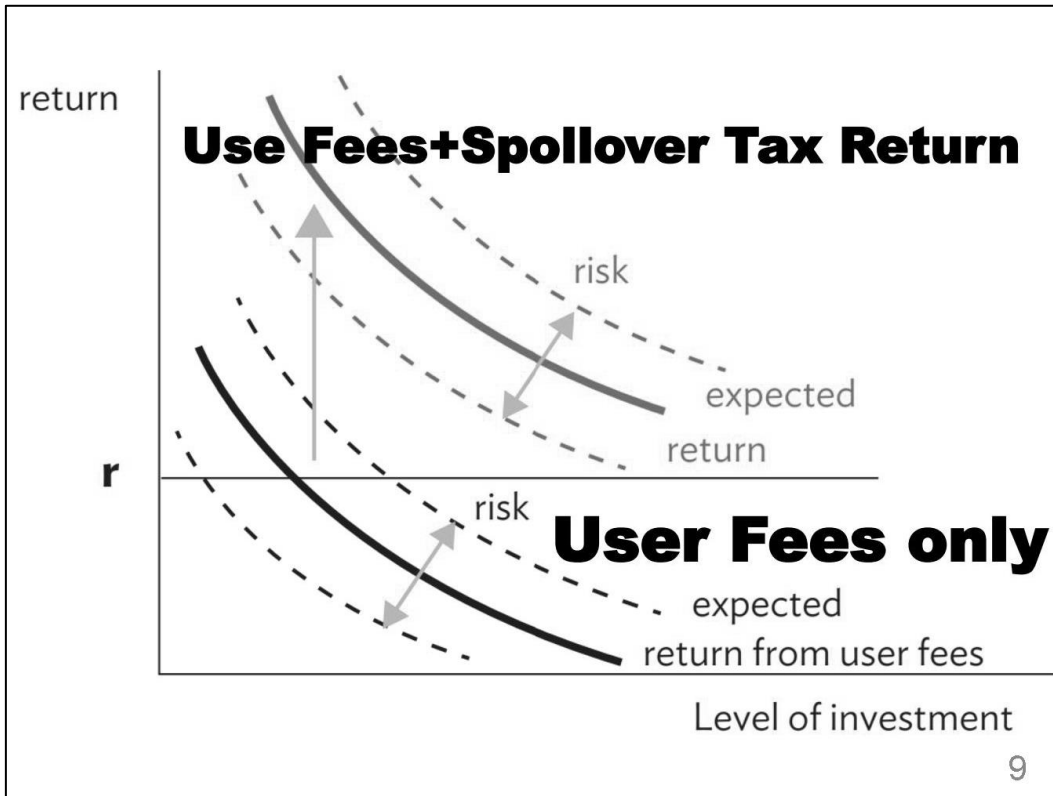 return
Use Fees+Spollover Tax Return
risk
expected
return
r
risk
User Fees only
expected
return from user fees
Level of investment
9